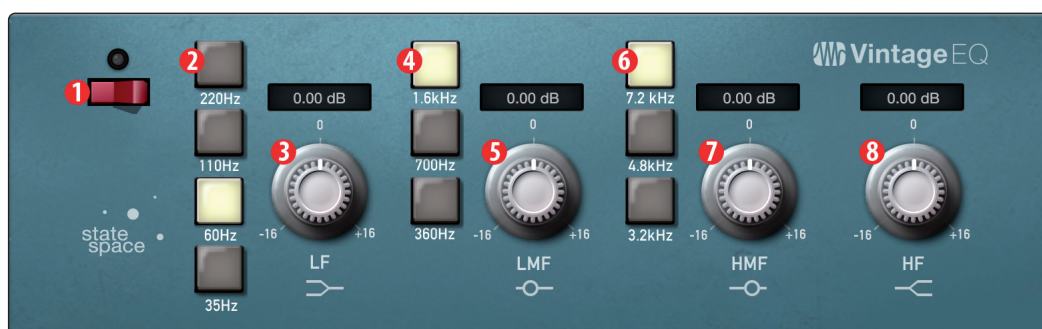 Vintage EQ
1
2
220Hz
110Hz
60Hz
35Hz
0.00 dB
0
3
-16
+16
LF
4
1.6kHz
700Hz
360Hz
0.00 dB
0
5
-16
+16
LMF
6
7.2 kHz
4.8kHz
3.2kHz
0.00 dB
0
7
-16
+16
HMF
0.00 dB
0
8
-16
+16
HF
state
space